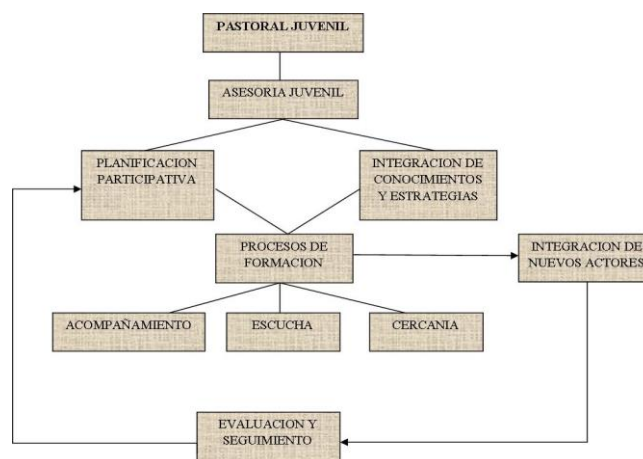 PASTORAL JUVENIL
ASESORIA JUVENIL
PLANIFICACION
PARTICIPATIVA
INTEGRACION DE
CONOCIMIENTOS
Y ESTRATEGIAS
PROCESOS DE
FORMACION
INTEGRACION DE
NUEVOS ACTORES
ACOMPAÑAMIENTO
ESCUCHA
CERCANIA
EVALUACION Y
SEGUIMIENTO